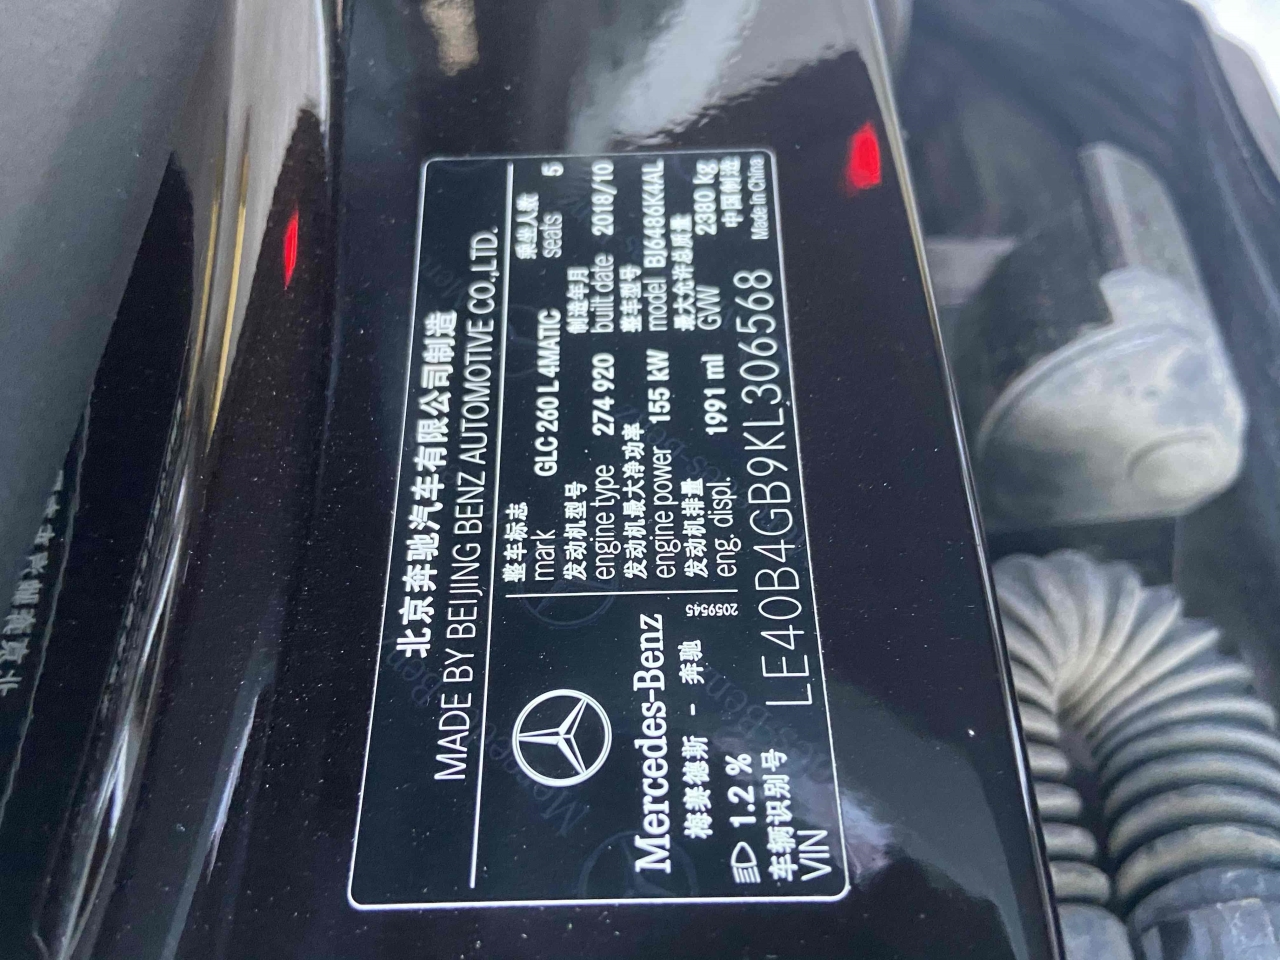 北京奔驰汽车有限公司制造
MADE BY BEIJING BENZ AUTOMOTIVE CO.,LTD.
整车标志 乘坐人数
mark GLC 260 L 4MATIC seats 5
发动机型号 制造年月
engine type 274 920 built date 2018/10
发动机最大净功率 整车型号
engine power 155 kW model BJ6486K4AL
发动机排量 最大允许总质量
eng. displ. 1991 ml GVW 2380 kg
Mercedes-Benz
梅赛德斯 - 奔驰
2059545
1.2 %
中国制造
Made in China
车辆识别号
VIN LE40B4GB9KL306568